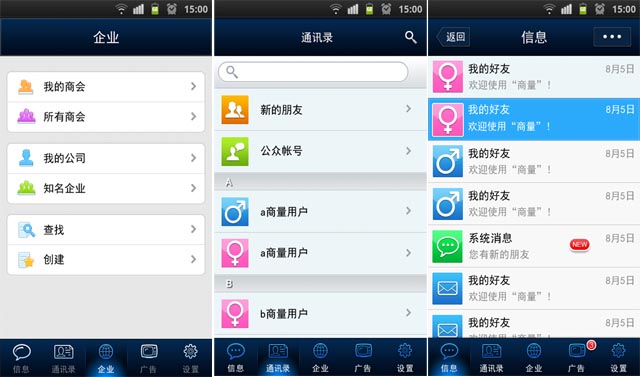 15:00
企业
我的商会
所有商会
我的公司
知名企业
查找
创建
信息
通讯录
企业
广告
设置
15:00
通讯录
新的朋友
公众帐号
A
a商量用户
a商量用户
B
b商量用户
信息
通讯录
企业
广告
设置
15:00
返回
信息
我的好友
8月5日
欢迎使用“商量”!
我的好友
8月5日
欢迎使用“商量”!
我的好友
8月5日
欢迎使用“商量”!
我的好友
8月5日
欢迎使用“商量”!
系统消息
8月5日
您有新的朋友
NEW
我的好友
8月5日
欢迎使用“商量”!
我的好友
8月5日
信息
通讯录
企业
3
广告
设置